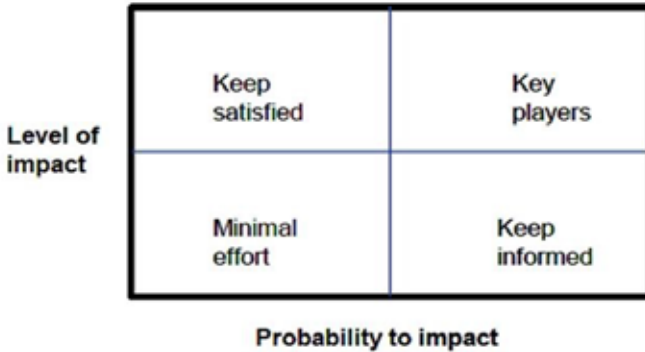 Keep
satisfied
Key
players
Level of
impact
Minimal
effort
Keep
informed
Probability to impact